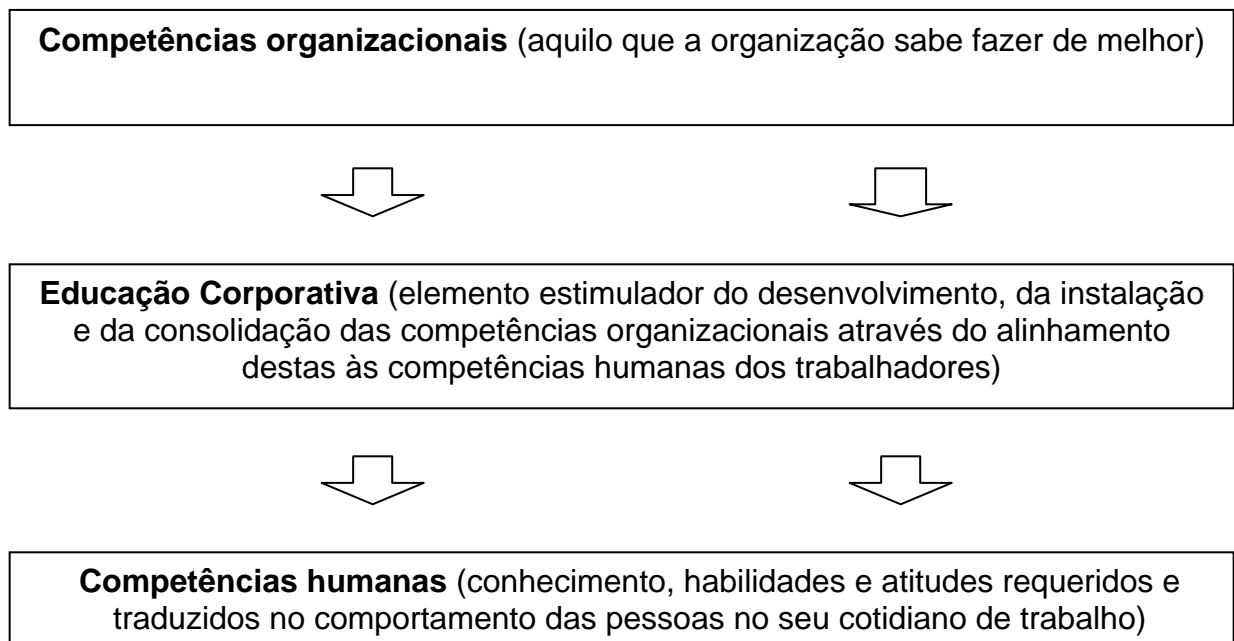 Competências organizacionais (aquilo que a organização sabe fazer de melhor)
Educação Corporativa (elemento estimulador do desenvolvimento, da instalação
e da consolidação das competências organizacionais através do alinhamento
destas às competências humanas dos trabalhadores)
Competências humanas (conhecimento, habilidades e atitudes requeridos e
traduzidos no comportamento das pessoas no seu cotidiano de trabalho)